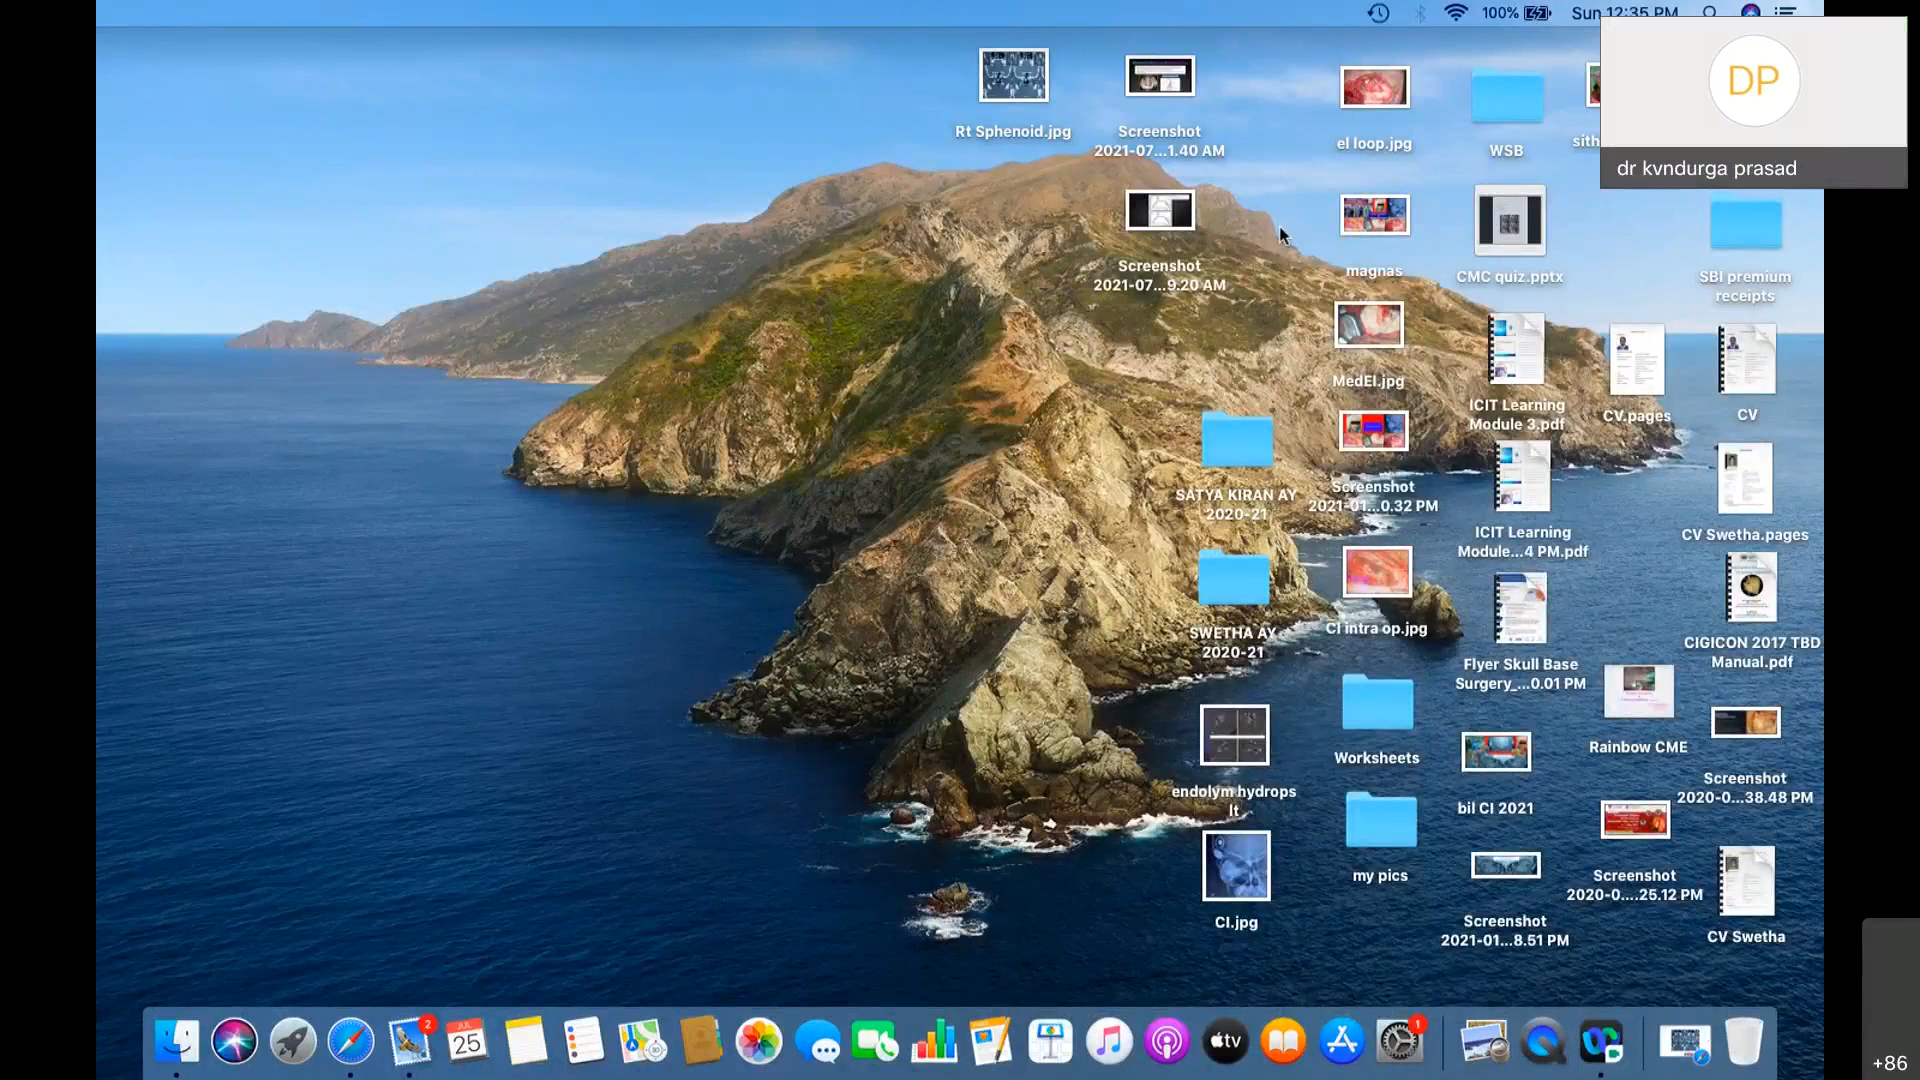 100%
Sun 12:35 PM
DP
dr kvndurga prasad
Rt Sphenoid.jpg
Screenshot
2021-07...1.40 AM
el loop.jpg
WSB
sith
Screenshot
2021-07...9.20 AM
magnas
CMC quiz.pptx
SBI premium
receipts
MedEl.jpg
ICIT Learning
Module 3.pdf
CV.pages
CV
SATYA KIRAN AY
2020-21
Screenshot
2021-01...0.32 PM
ICIT Learning
Module...4 PM.pdf
CV Swetha.pages
SWETHA AY
2020-21
CI intra op.jpg
Flyer Skull Base
Surgery_...0.01 PM
CIGICON 2017 TBD
Manual.pdf
Rainbow CME
endolym hydrops
lt
Worksheets
bil CI 2021
Screenshot
2020-0...38.48 PM
CI.jpg
my pics
Screenshot
2021-01...8.51 PM
Screenshot
2020-0....25.12 PM
CV Swetha
2
JUL
25
tv
1
+86